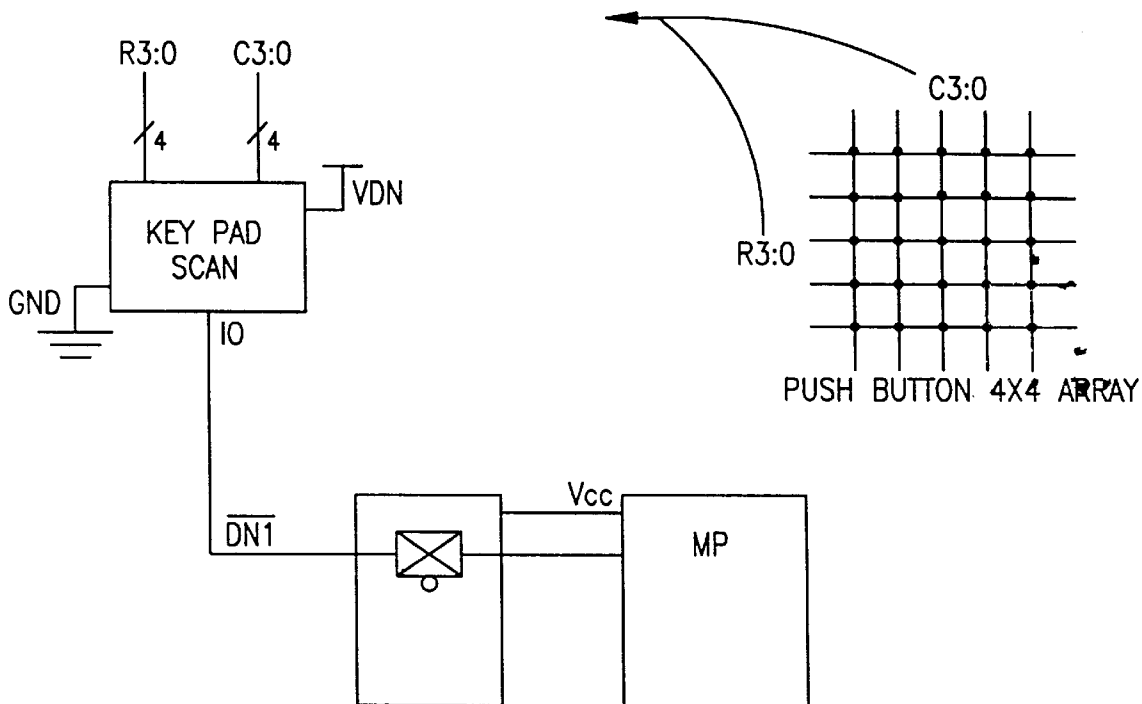 R3:0 C3:0
4 4
VDN
KEY PAD
SCAN
GND
IO
C3:0
R3:0
PUSH BUTTON 4X4 ARRAY
DN1
Vcc
MP